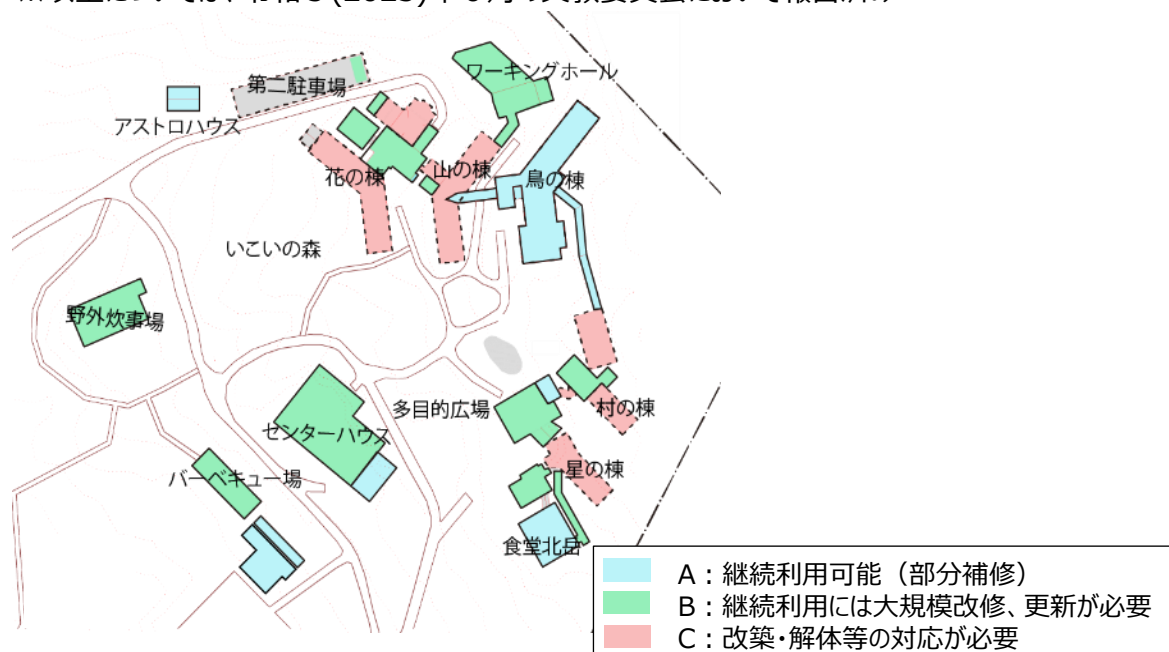 ワーキングホール
第二駐車場
アストロハウス
花の棟
山の棟
鳥の棟
いこいの森
野外炊事場
多目的広場
村の棟
センターハウス
星の棟
バーベキュー場
食堂北岳
A：継続利用可能（部分補修）
B：継続利用には大規模改修、更新が必要
C：改築・解体等の対応が必要